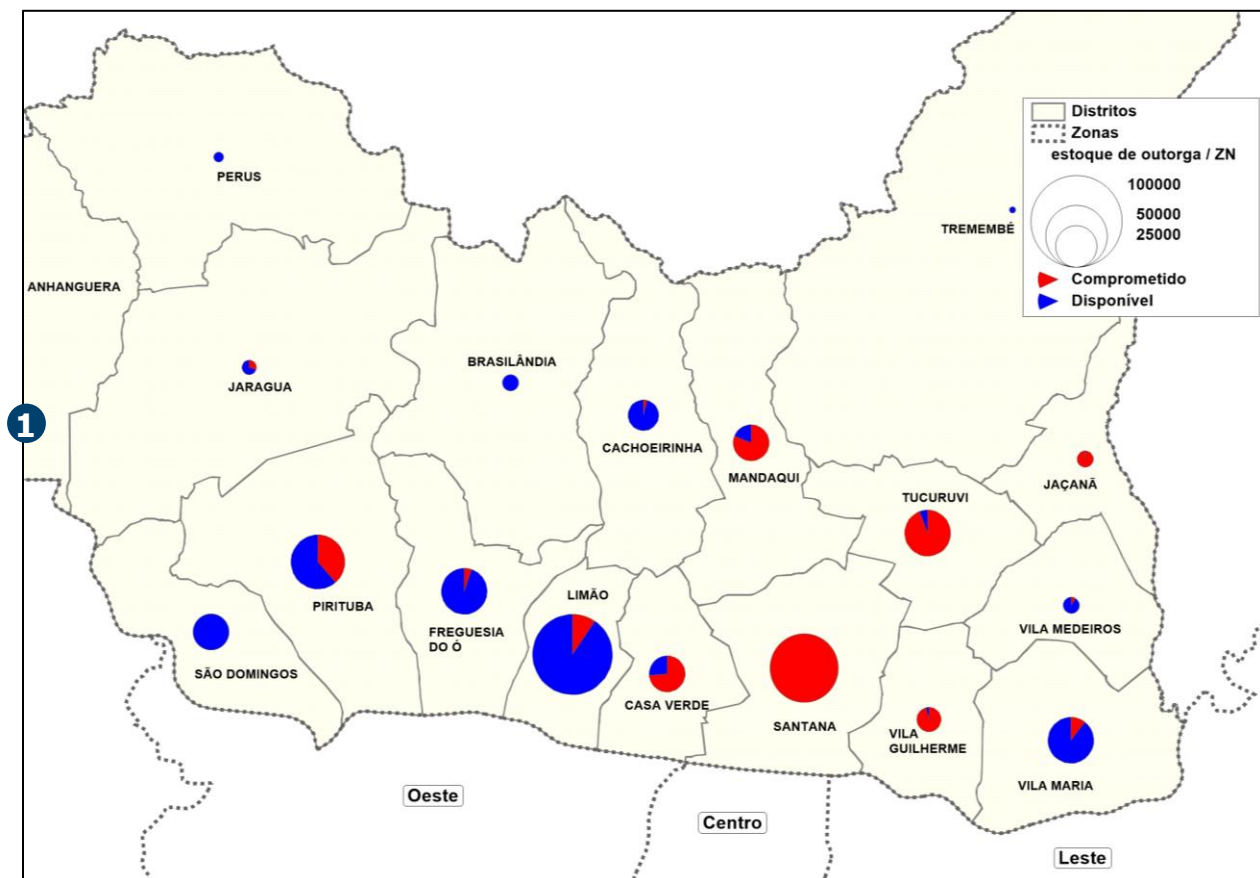 Distritos
Zonas
estoque de outorga / ZN
100000
50000
25000
Comprometido
Disponível
PERUS
TREMEMBÉ
ANHANGUERA
BRASILÂNDIA
JARAGUA
1
CACHOEIRINHA
MANDAQUI
TUCURUVI
JAÇANÃ
PIRITUBA
LIMÃO
FREGUESIA
DO Ó
VILA MEDEIROS
SÃO DOMINGOS
CASA VERDE
SANTANA
VILA
GUILHERME
VILA MARIA
Oeste
Centro
Leste